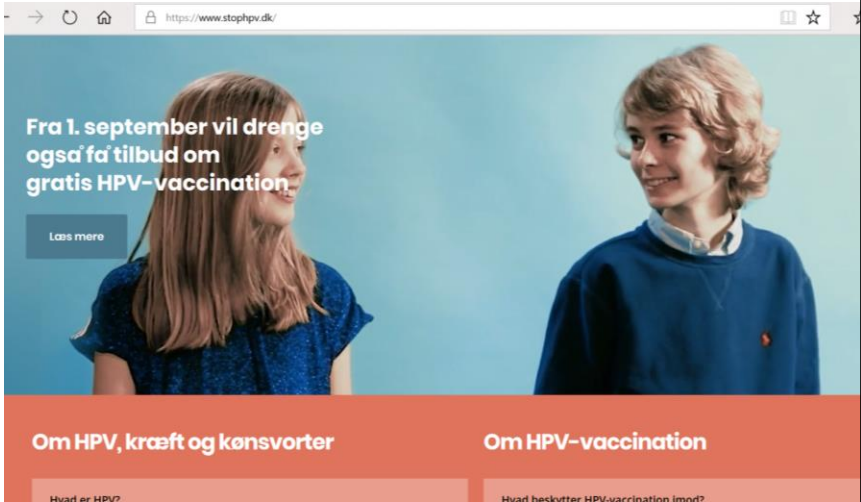 https://www.stophpv.dk/
Fra 1. september vil drenge
også få tilbud om
gratis HPV-vaccination
Læs mere
Om HPV, kræft og kønsvorter
Om HPV-vaccination
Hvad er HPV?
Hvad beskytter HPV-vaccination imod?